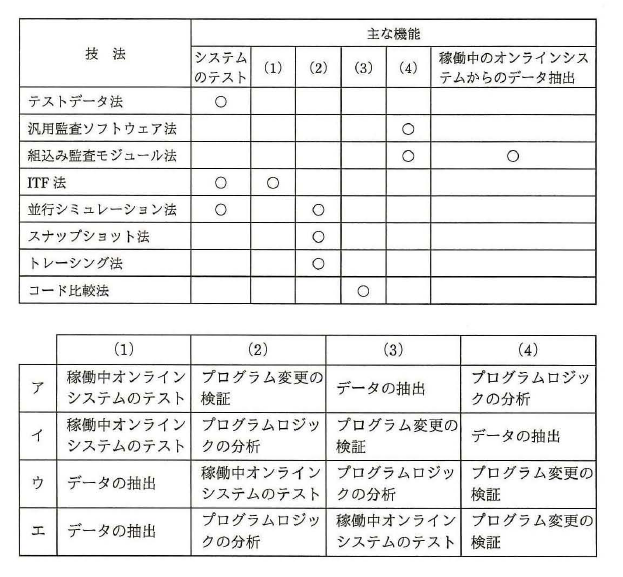 技 法
主な機能
システム
のテスト
(1)
(2)
(3)
(4)
稼働中のオンラインシス
テムからのデータ抽出
テストデータ法
○
汎用監査ソフトウェア法
○
組込み監査モジュール法
○ ○
ITF 法
○ ○
並行シミュレーション法
○ ○
スナップショット法
○
トレーシング法
○
コード比較法
○
(1) (2) (3) (4)
ア
稼働中オンライン
システムのテスト
プログラム変更の
検証
データの抽出
プログラムロジッ
クの分析
イ
稼働中オンライン
システムのテスト
プログラムロジッ
クの分析
プログラム変更の
検証
データの抽出
ウ
データの抽出
稼働中オンライン
システムのテスト
プログラムロジッ
クの分析
プログラム変更の
検証
エ
データの抽出
プログラムロジッ
クの分析
稼働中オンライン
システムのテスト
プログラム変更の
検証